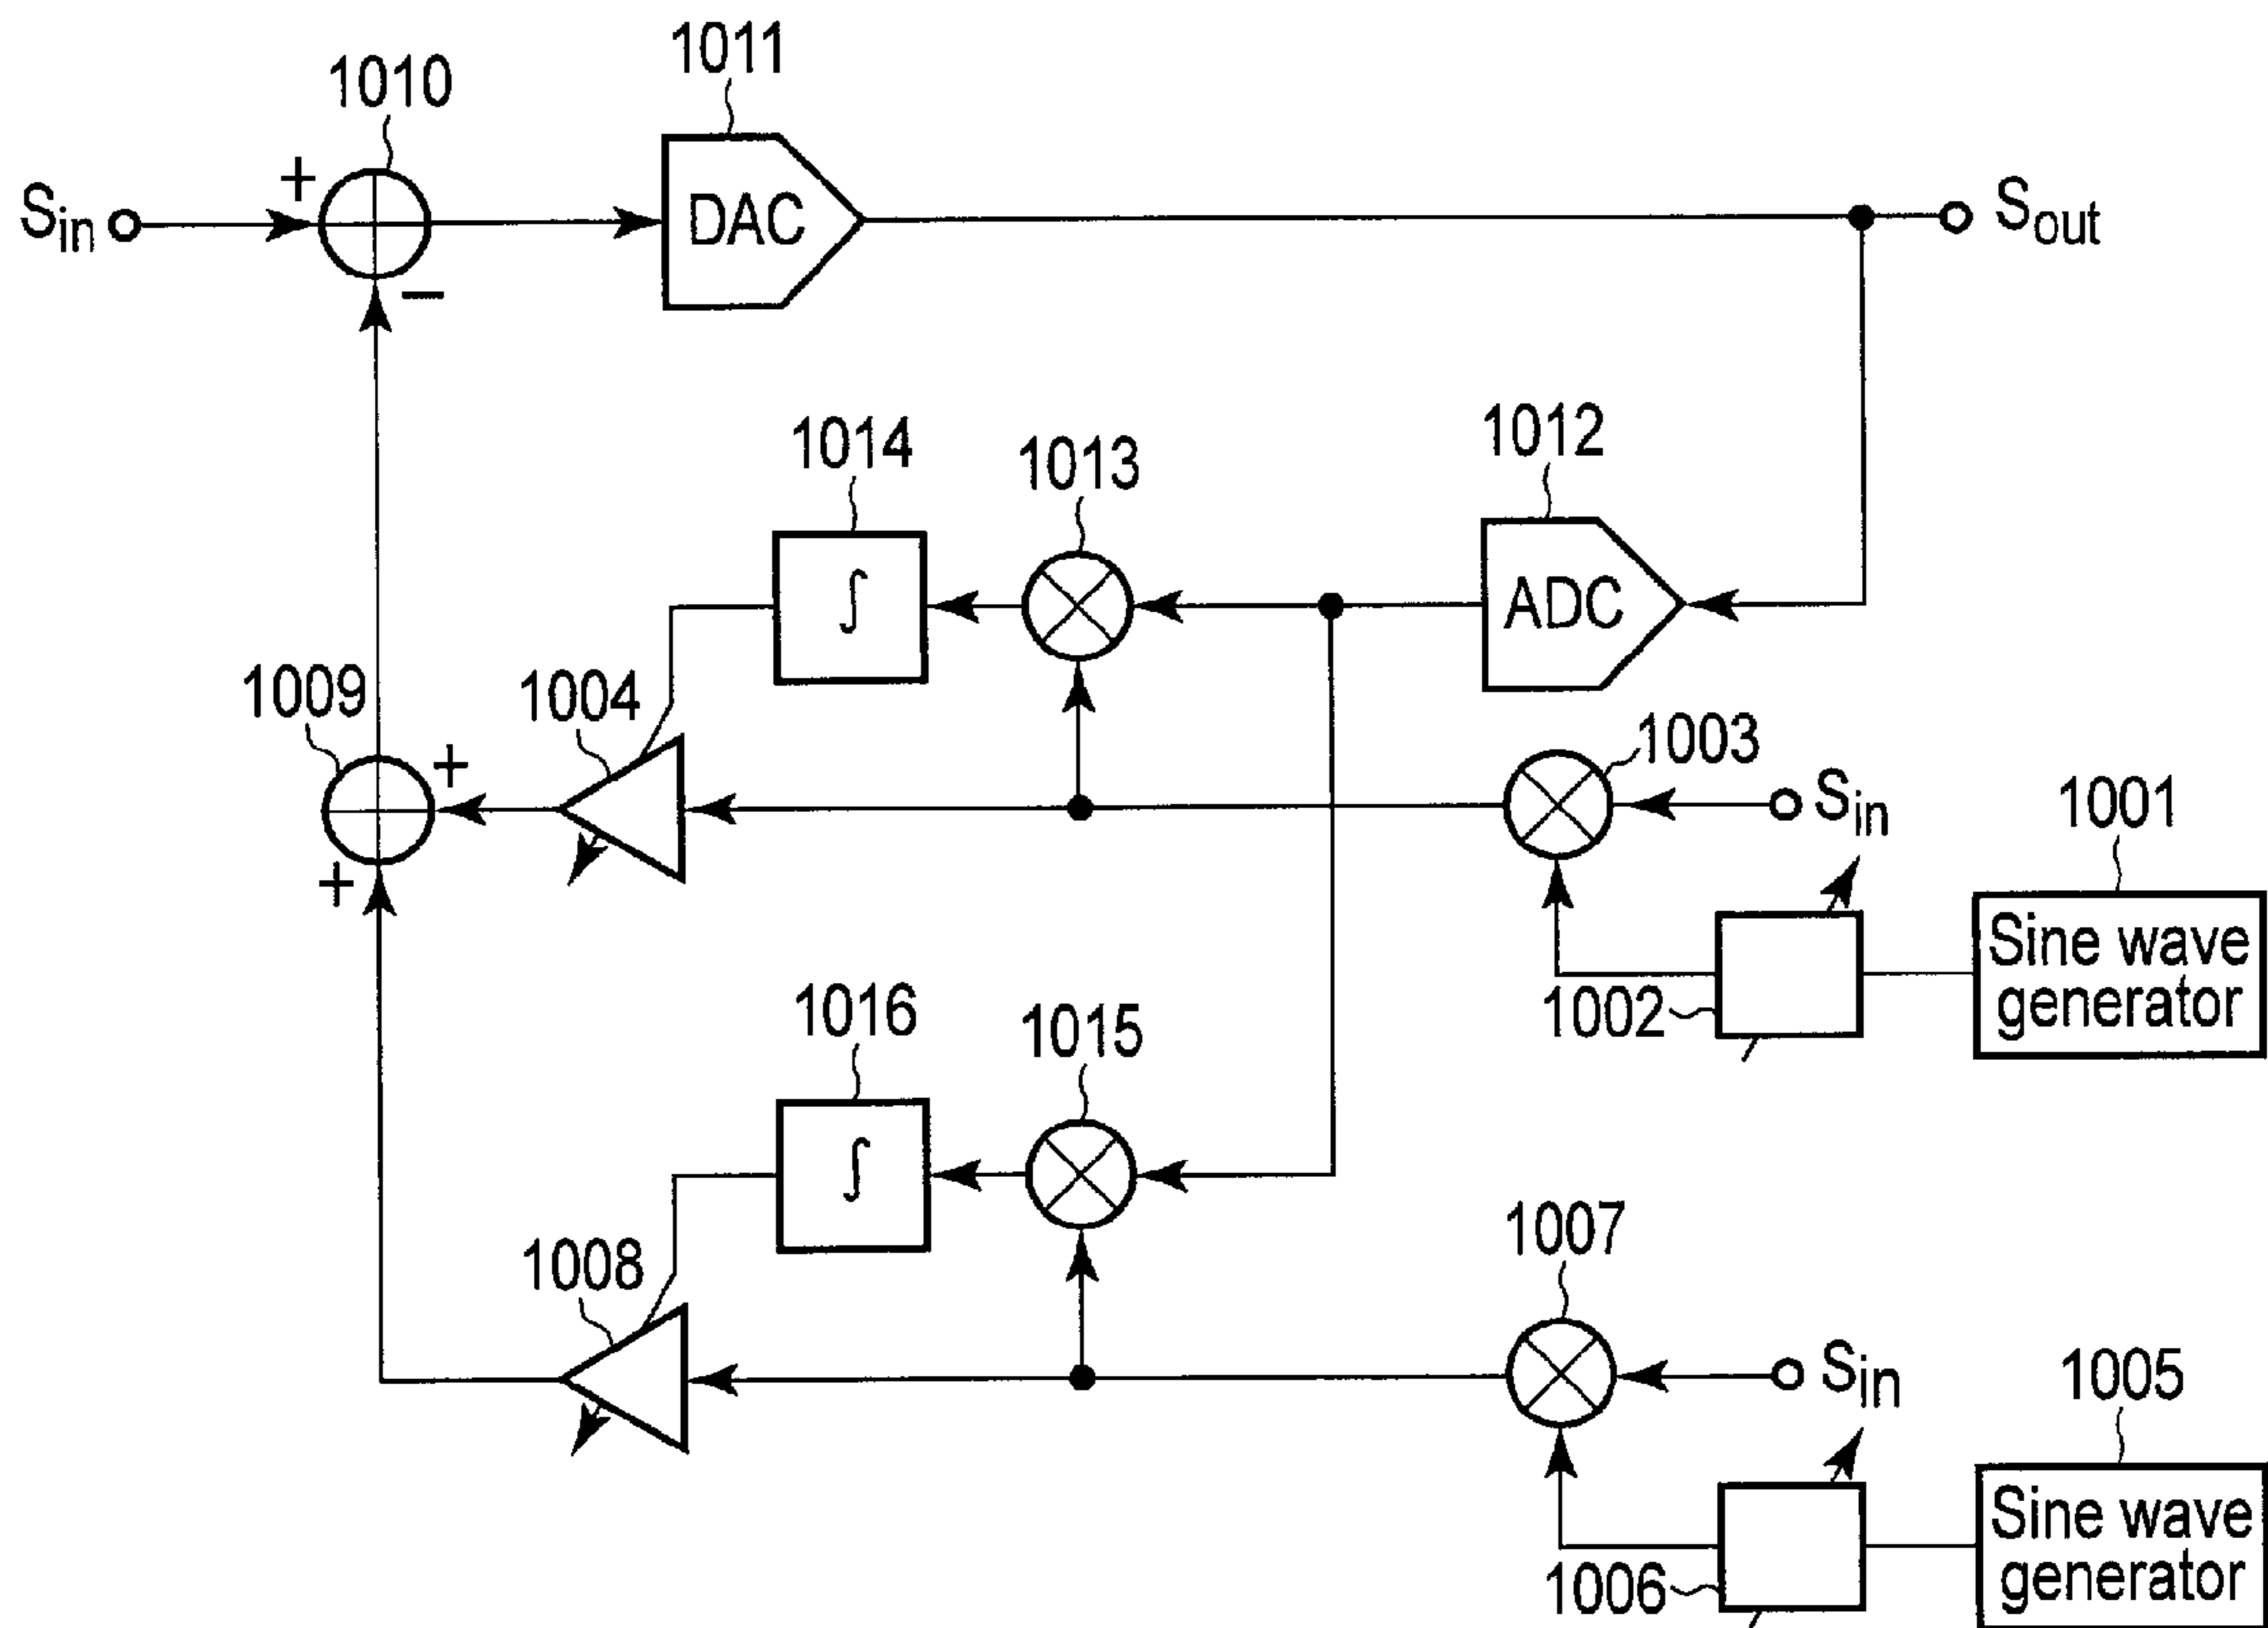 1011
1010
+
Sin
DAC
Sout
−
1014
1013
1012
∫
ADC
1009
1004
1003
+
Sin
1001
+
Sine wave
generator
1002
1016
1015
∫
1007
1008
Sin
1005
Sine wave
generator
1006